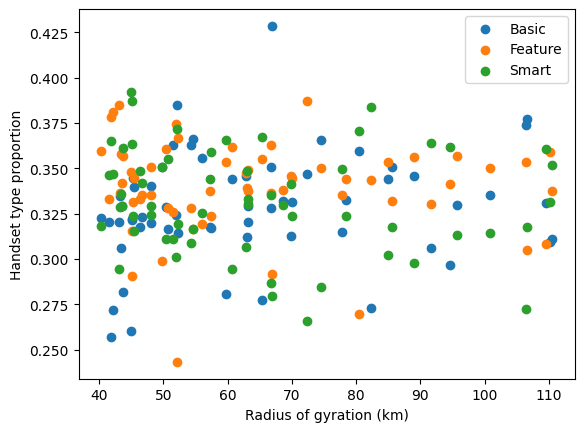 0.425
0.400
0.375
0.350
0.325
0.300
0.275
0.250
Handset type proportion
40 50 60 70 80 90 100 110
Radius of gyration (km)
Basic
Feature
Smart